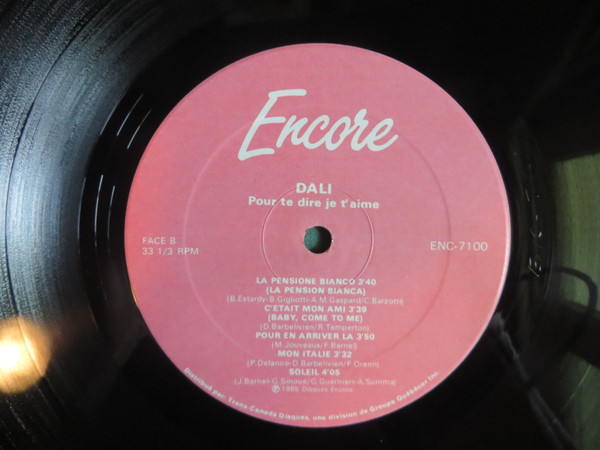 Encore
DALI
Pour te dire je t'aime
FACE B
33 1/3 RPM
ENC-7100
LA PENSIONE BIANCO 3'40
(LA PENSION BIANCA)
(B.Estardy-B.Gigliotti-A.M.Gaspard/C.Barzotti)
C'ETAIT MON AMI 3'39
(BABY, COME TO ME)
(D.Barbelivien/R.Temperton)
POUR EN ARRIVER LA 3'50
(M.Jouveaux/F.Barnel)
MON ITALIE 3'32
(P.Delanoë-D.Barbelivien/F.Orenn)
SOLEIL 4'05
(J.Barnel-G.Sinoué/C.Guarnieri-A.Summa)
℗ 1985 Disques Encore
Distribué par: Trans-Canada Disques, une division de Groupe Québécor Inc.